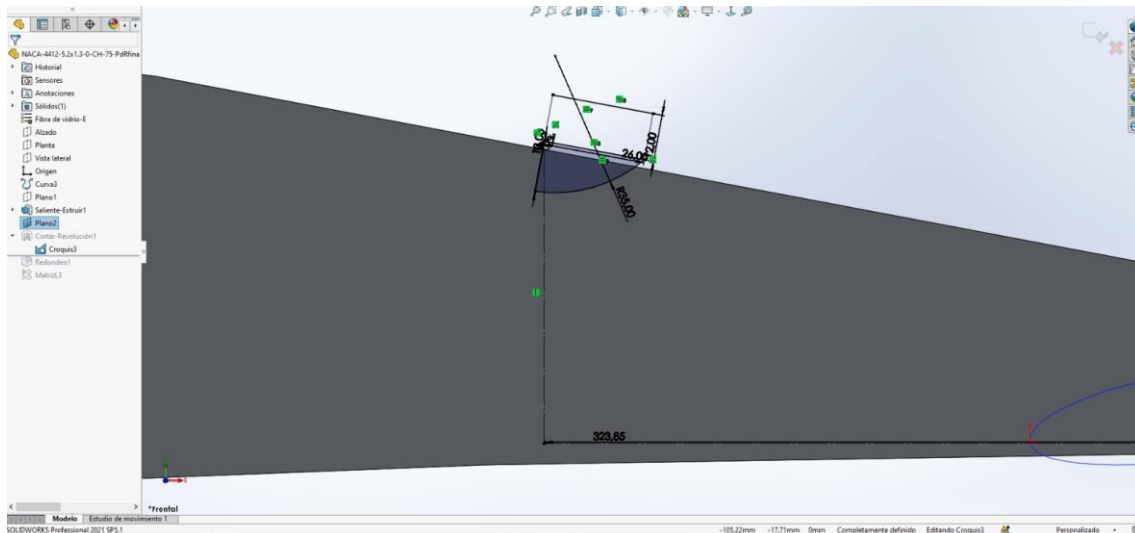 NACA-4412-5.2x1.3-0-CH-75-PdRfina
Historial
Sensores
Anotaciones
Sólidos(1)
Fibra de vidrio-E
Alzado
Planta
Vista lateral
Origen
Curva3
Plano1
Saliente-Extruir1
Plano2
Cortar-Revolución1
Croquis3
Redondeo1
MatrizL3
26,00
R35,00
323,85
*Frontal
Modelo
Estudio de movimiento 1
SOLIDWORKS Professional 2021 SP5.1
-105.22mm -17.71mm 0mm Completamente definido Editando Croquis3 Personalizado